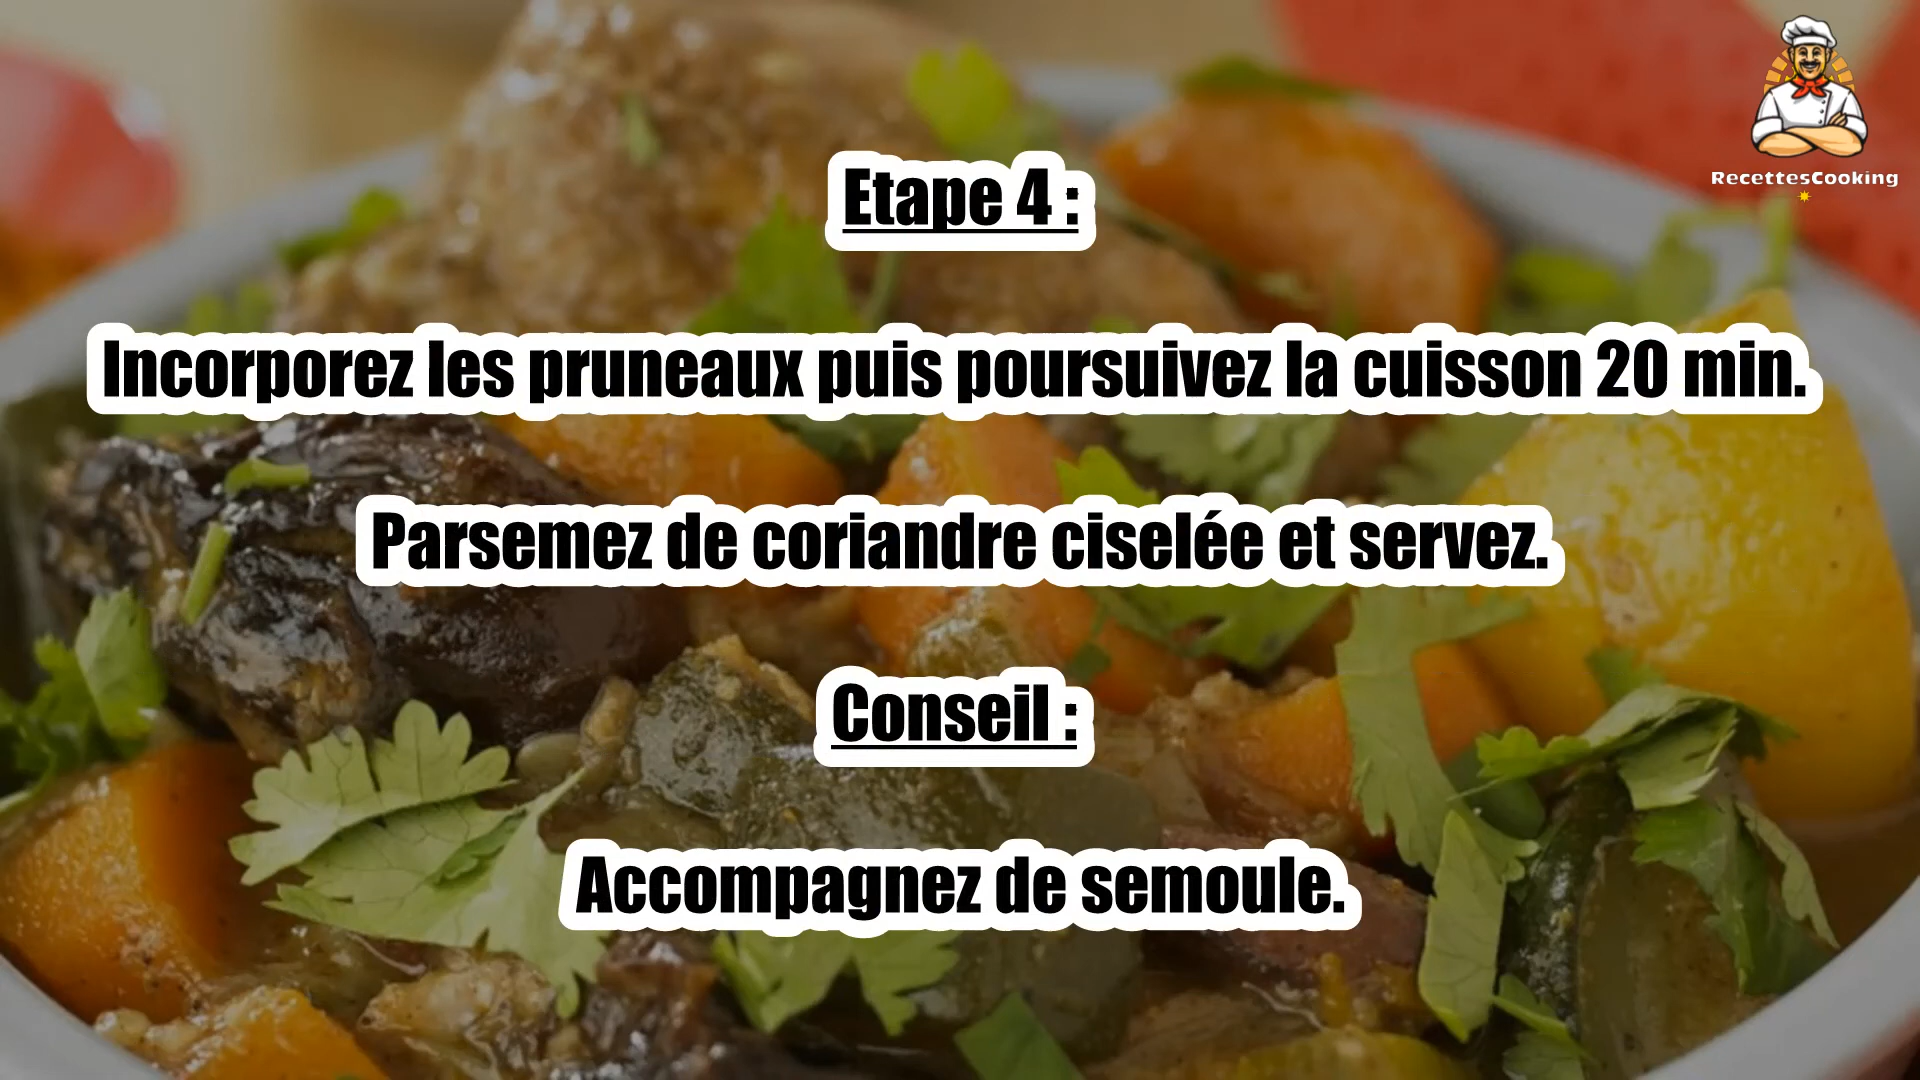 RecettesCooking
Etape 4 :
Incorporez les pruneaux puis poursuivez la cuisson 20 min.
Parsemez de coriandre ciselée et servez.
Conseil :
Accompagnez de semoule.